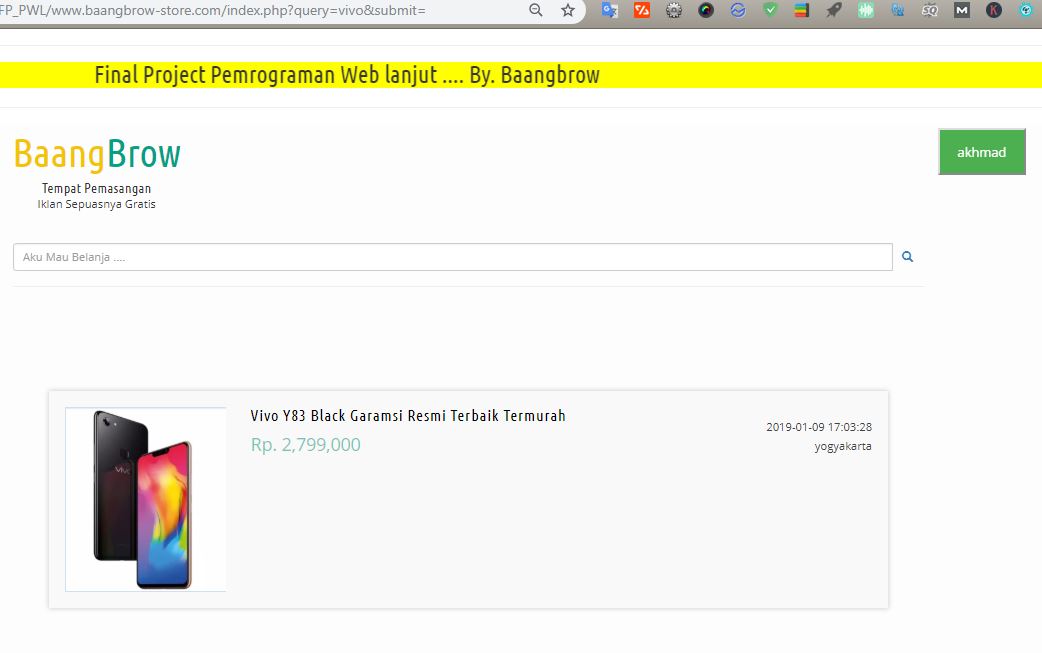 FP_PWL/www.baangbrow-store.com/index.php?query=vivo&submit=
Final Project Pemrograman Web lanjut .... By. Baangbrow
BaangBrow
akhmad
Tempat Pemasangan
Iklan Sepuasnya Gratis
Aku Mau Belanja ....
Vivo Y83 Black Garamsi Resmi Terbaik Termurah
Rp. 2,799,000
2019-01-09 17:03:28
yogyakarta
vivo